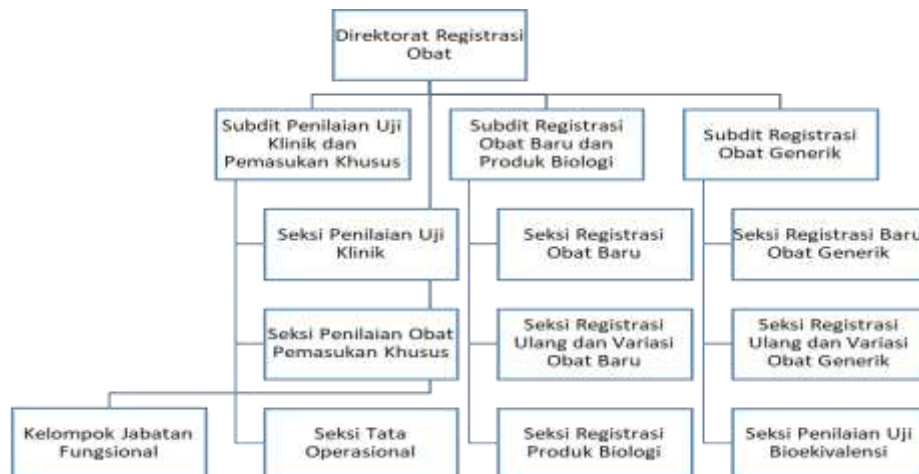 Direktorat Registrasi
Obat
Subdit Penilaian Uji
Klinik dan
Pemasukan Khusus
Subdit Registrasi
Obat Baru dan
Produk Biologi
Subdit Registrasi
Obat Generik
Seksi Penilaian Uji
Klinik
Seksi Registrasi
Obat Baru
Seksi Registrasi Baru
Obat Generik
Seksi Penilaian Obat
Pemasukan Khusus
Seksi Registrasi
Ulang dan Variasi
Obat Baru
Seksi Registrasi
Ulang dan Variasi
Obat Generik
Kelompok Jabatan
Fungsional
Seksi Tata
Operasional
Seksi Registrasi
Produk Biologi
Seksi Penilaian Uji
Bioekivalensi